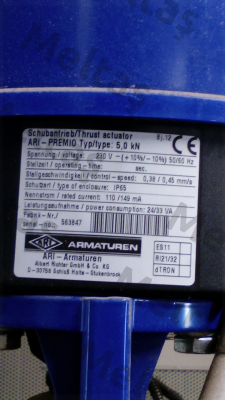 Schubantrieb/Thrust actuator
Bj. 12
ARI - PREMIO Typ/type: 5,0 kN
CE
Spannung / voltage: 230 V ~ (+10% / -10%) 50/60 Hz
Stellzeit / operating - time: sec.
Stellgeschwindigkeit / control - speed: 0,38 / 0,45 mm/s
Schutzart / type of enclosure: IP65
Nennstrom / rated current: 110 / 149 mA
Leistungsaufnahme / power consumption: 24/33 VA
Fabrik - Nr./
serial - no.: 563647
ARI ARMATUREN
ARI - Armaturen
Albert Richter GmbH & Co. KG
D - 33756 Schloß Holte - Stukenbrock
ES11
RI21/32
dTRON